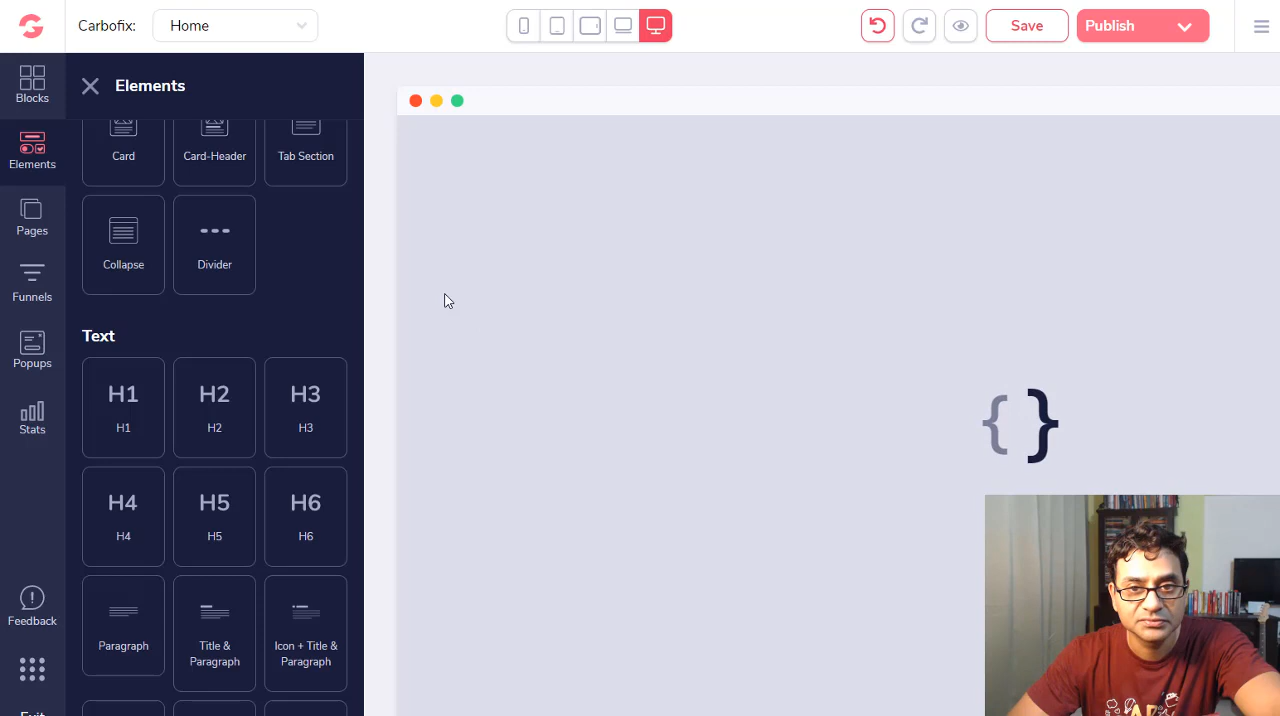 Carbofix:
Home
Save
Publish
Blocks
Elements
Pages
Funnels
Popups
Stats
Feedback
Elements
Card
Card-Header
Tab Section
Collapse
Divider
Text
H1
H1
H2
H2
H3
H3
H4
H4
H5
H5
H6
H6
Paragraph
Title &
Paragraph
Icon + Title &
Paragraph
{ }